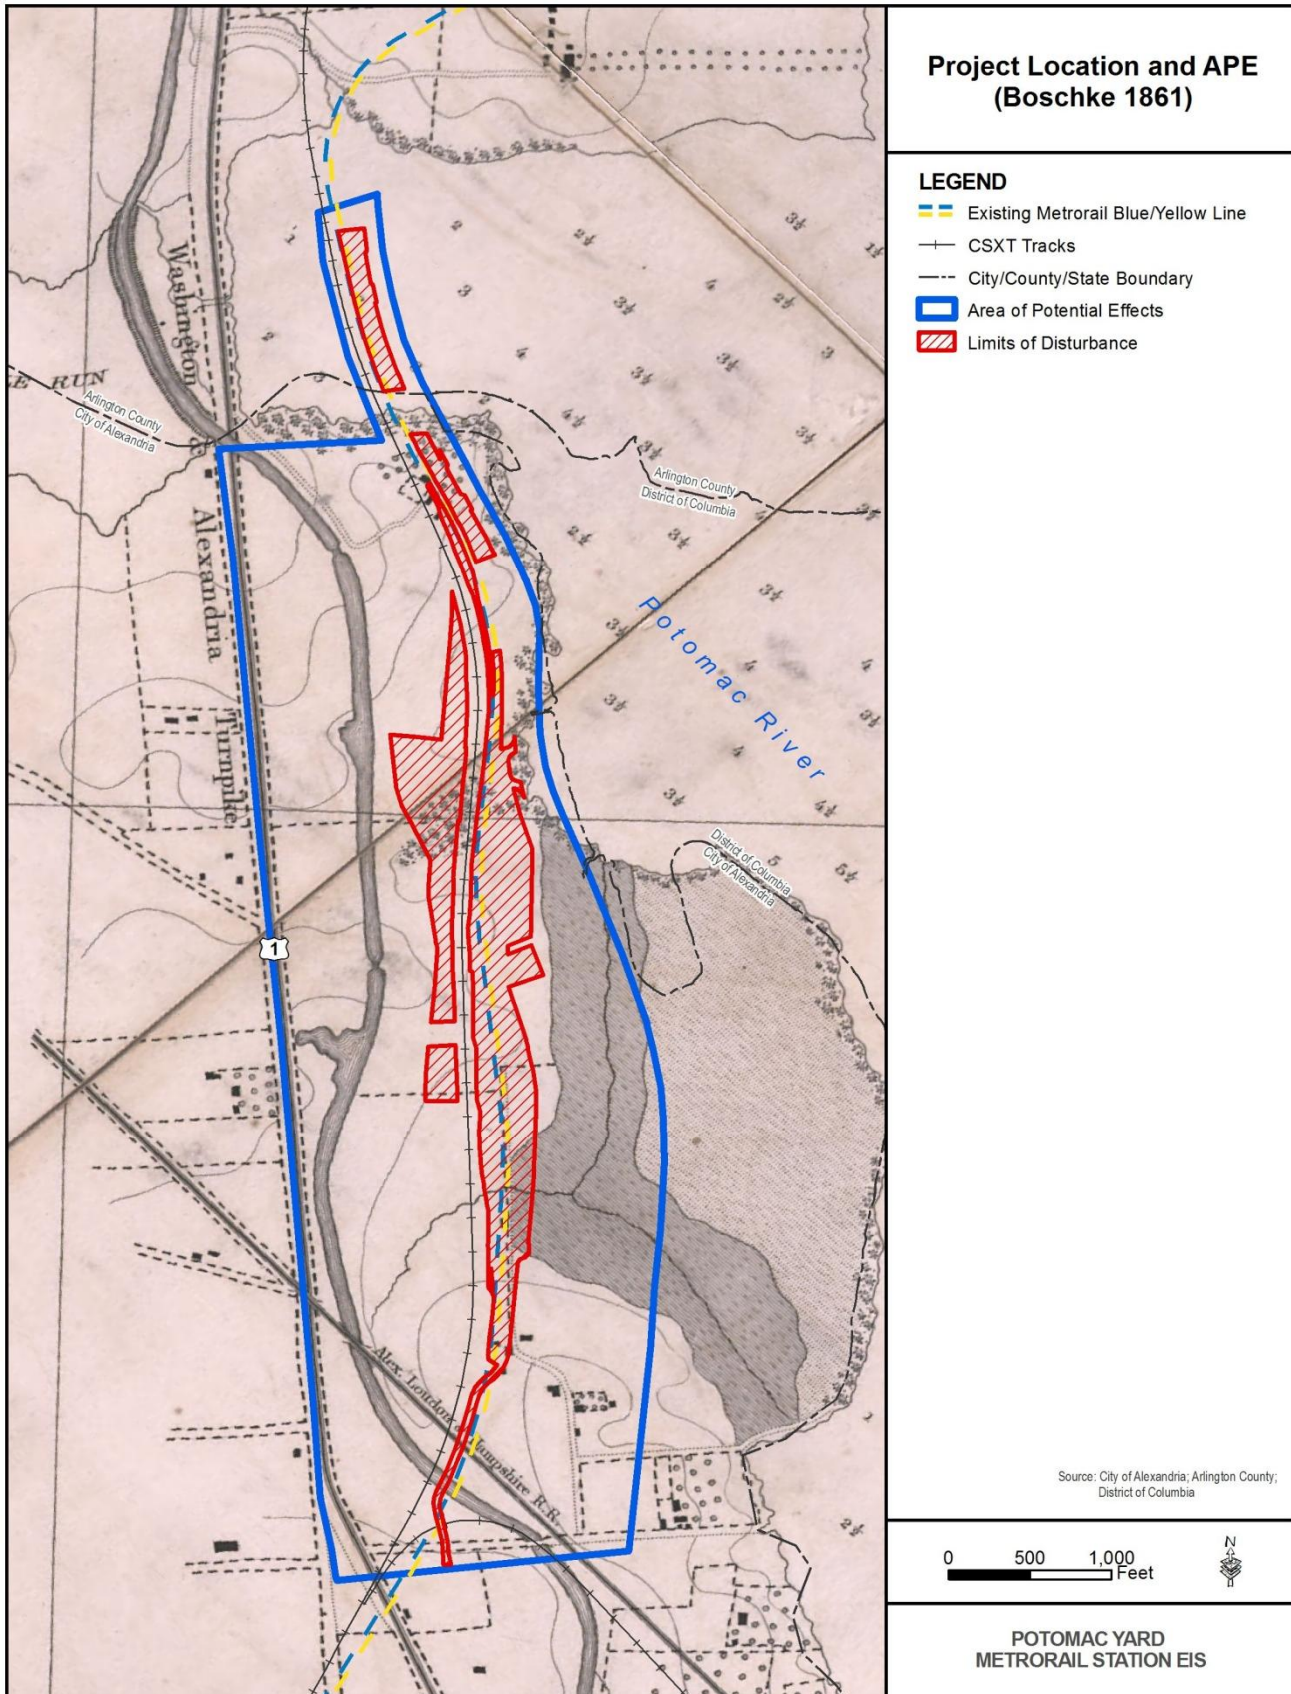 Project Location and APE
(Boschke 1861)
LEGEND
Existing Metrorail Blue/Yellow Line
CSXT Tracks
City/County/State Boundary
Area of Potential Effects
Limits of Disturbance
Washington
&
Alexandria
Turnpike
RUN
Arlington County
City of Alexandria
Arlington County
District of Columbia
Potomac River
District of Columbia
City of Alexandria
1
Alex. Loudon & Hampshire R.R.
Source: City of Alexandria; Arlington County;
District of Columbia
0 500 1,000
Feet
N
POTOMAC YARD
METRORAIL STATION EIS